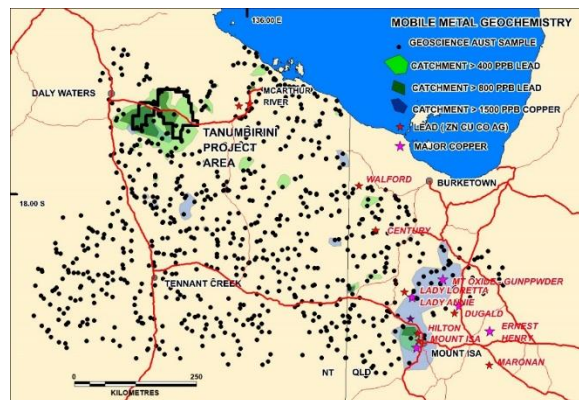 136.00 E
MOBILE METAL GEOCHEMISTRY
GEOSCIENCE AUST SAMPLE
CATCHMENT > 400 PPB LEAD
CATCHMENT > 800 PPB LEAD
CATCHMENT > 1500 PPB COPPER
LEAD (/ZN CU CO AG)
MAJOR COPPER
DALY WATERS
MCARTHUR
RIVER
TANUMBIRINI
PROJECT
AREA
WALFORD
BURKETOWN
18.00 S
CENTURY
TENNANT CREEK
MT OXIDE - GUNPPWDER
LADY LORETTA
LADY ANNIE
DUGALD
HILTON
MOUNT ISA
ERNEST
HENRY
MOUNT ISA
MARONAN
NT
QLD
0
250
KILOMETRES